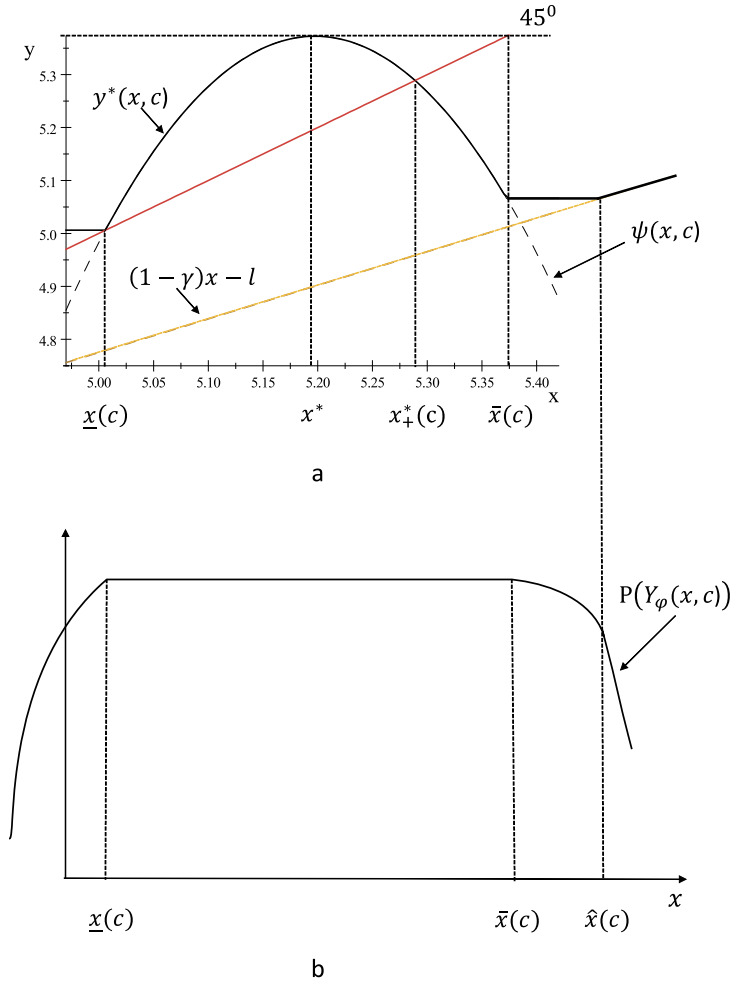 45⁰
y
5.3
y*(x, c)
5.2
5.1
5.0
ψ(x, c)
(1 − γ)x − l
4.9
4.8
5.00 5.05 5.10 5.15 5.20 5.25 5.30 5.35 5.40
x
x̲(c) x* x₊*(c) x̄(c)
a
P(Yᵩ(x, c))
x
x̲(c) x̄(c) x̂(c)
b